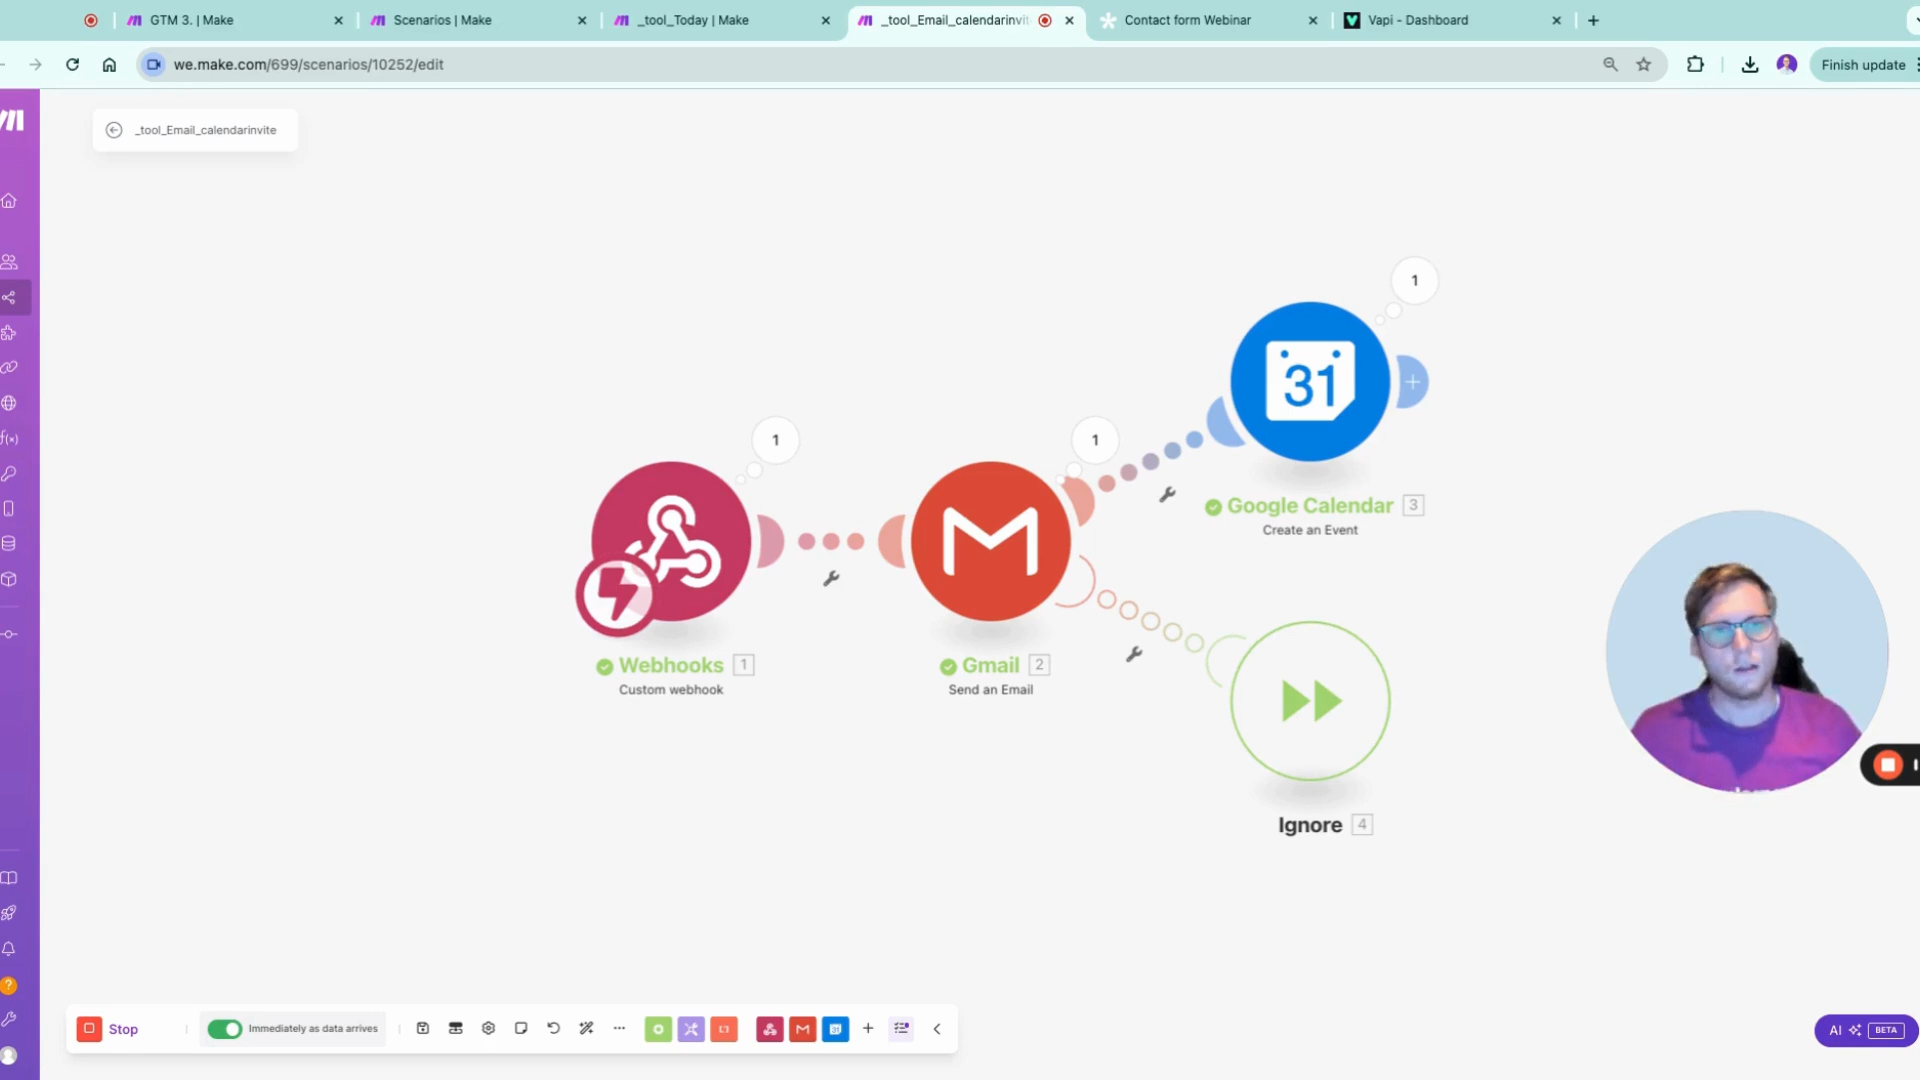 GTM 3. | Make
Scenarios | Make
_tool_Today | Make
_tool_Email_calendarinvit
Contact form Webinar
Vapi - Dashboard
we.make.com/699/scenarios/10252/edit
Finish update
_tool_Email_calendarinvite
1
31
1
1
Google Calendar 3
Create an Event
Webhooks 1
Custom webhook
Gmail 2
Send an Email
Ignore 4
Stop
Immediately as data arrives
AI BETA